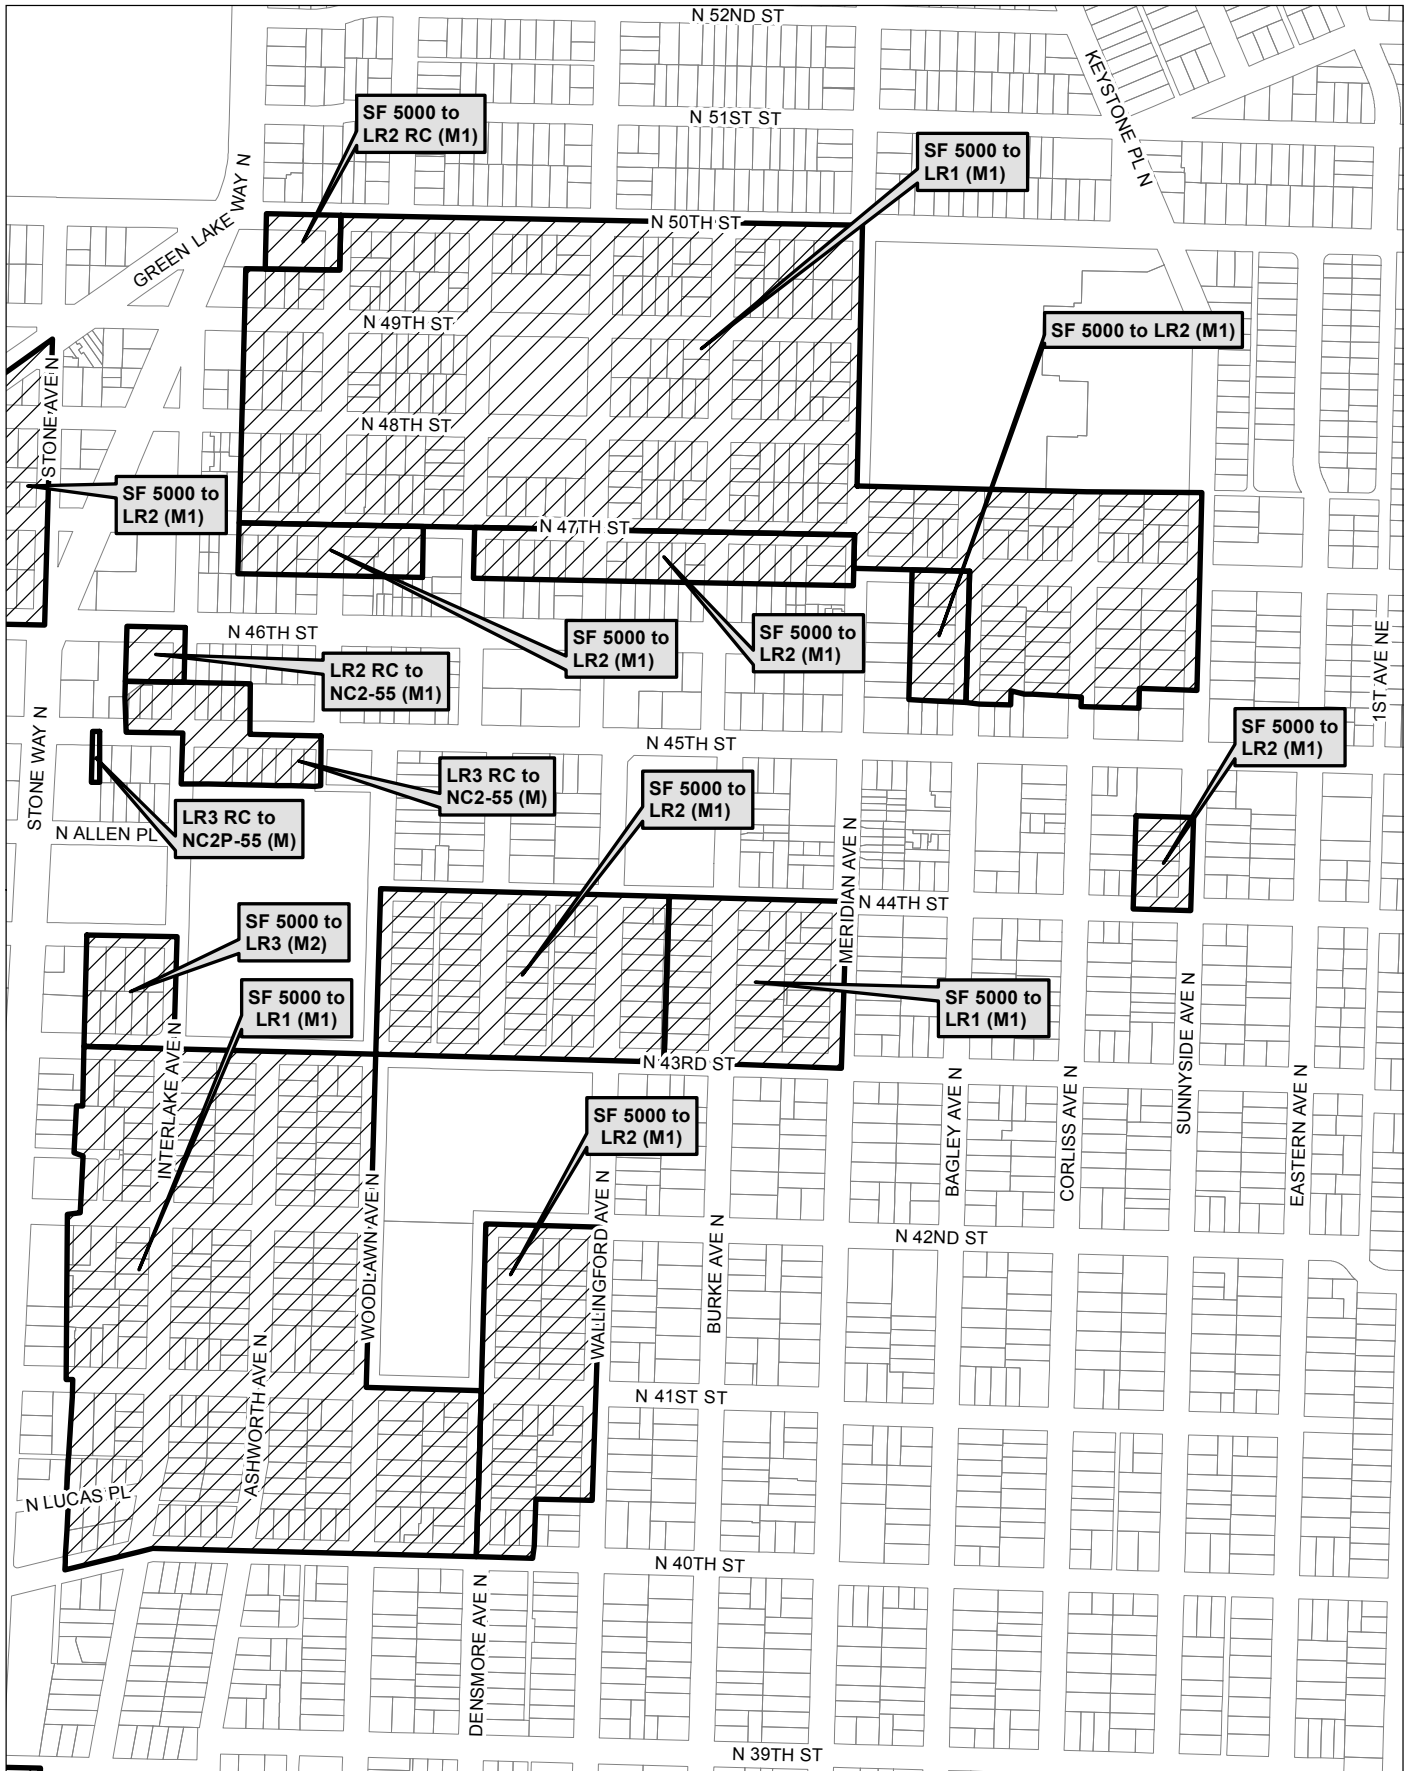 N 52ND ST
KEYSTONE PL N
SF 5000 to
LR2 RC (M1)
N 51ST ST
SF 5000 to
LR1 (M1)
GREEN LAKE WAY N
N 50TH ST
N 49TH ST
SF 5000 to LR2 (M1)
STONE AVE N
N 48TH ST
SF 5000 to
LR2 (M1)
N 47TH ST
N 46TH ST
SF 5000 to
LR2 (M1)
SF 5000 to
LR2 (M1)
1ST AVE NE
LR2 RC to
NC2-55 (M1)
STONE WAY N
N 45TH ST
SF 5000 to
LR2 (M1)
LR3 RC to
NC2-55 (M)
SF 5000 to
LR2 (M1)
LR3 RC to
NC2P-55 (M)
N ALLEN PL
MERIDIAN AVE N
N 44TH ST
SF 5000 to
LR3 (M2)
SF 5000 to
LR1 (M1)
SF 5000 to
LR1 (M1)
SUNNYSIDE AVE N
INTERLAKE AVE N
N 43RD ST
BAGLEY AVE N
CORLISS AVE N
EASTERN AVE N
SF 5000 to
LR2 (M1)
WOODLAWN AVE N
WALLINGFORD AVE N
BURKE AVE N
N 42ND ST
ASHWORTH AVE N
N 41ST ST
N LUCAS PL
N 40TH ST
DENSMORE AVE N
N 39TH ST